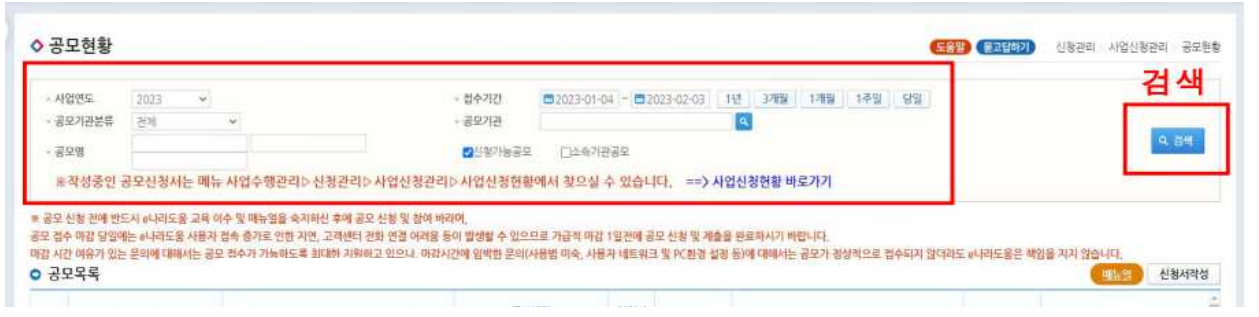 공모현황
도움말 묻고답하기 신청관리 사업신청관리 공모현황
검색
사업연도 2023 접수기간 2023-01-04 ~ 2023-02-03 1년 3개월 1개월 1주일 당일
공모기관분류 전체 공모기관
검색
공모명 신청가능공모 소속기관공모
※작성중인 공모신청서는 메뉴 사업수행관리▷신청관리▷사업신청관리▷사업신청현황에서 찾으실 수 있습니다. ==> 사업신청현황 바로가기
※ 공모 신청 전에 반드시 e나라도움 교육 이수 및 매뉴얼을 숙지하신 후에 공모 신청 및 참여 바라며,
공모 접수 마감 당일에는 e나라도움 사용자 접속 증가로 인한 지연, 고객센터 전화 연결 어려움 등이 발생할 수 있으므로 가급적 마감 1일전에 공모 신청 및 제출을 완료하시기 바랍니다.
마감 시간 여유가 있는 문의에 대해서는 공모 접수가 가능하도록 최대한 지원하고 있으나, 마감시간에 임박한 문의(사용법 미숙, 사용자 네트워크 및 PC환경 설정 등)에 대해서는 공모가 정상적으로 접수되지 않더라도 e나라도움은 책임을 지지 않습니다.
공모목록 매뉴얼 신청서작성